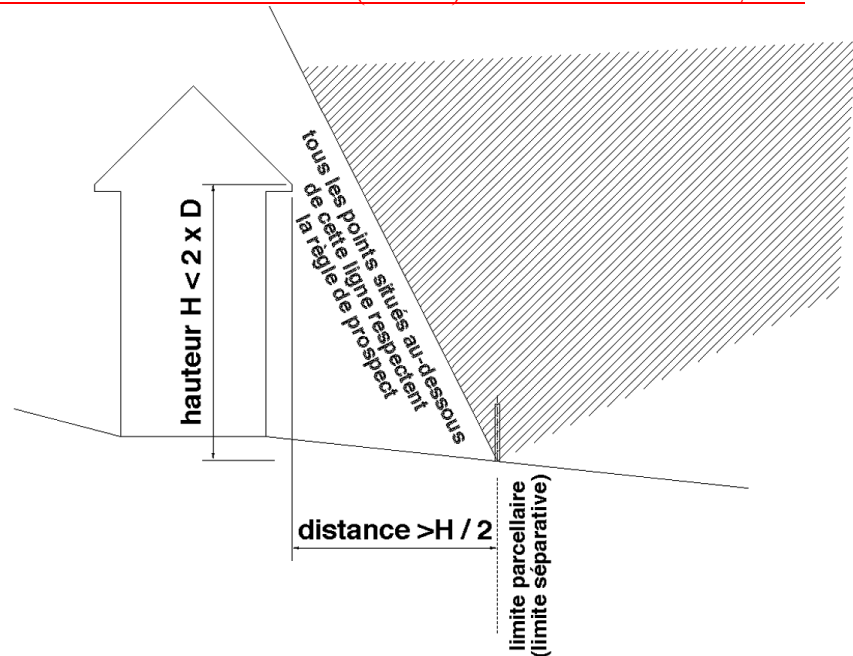 tous les points situés au-dessous
de cette ligne respectent
la règle de prospect
hauteur H < 2 x D
distance >H / 2
limite parcellaire
(limite séparative)